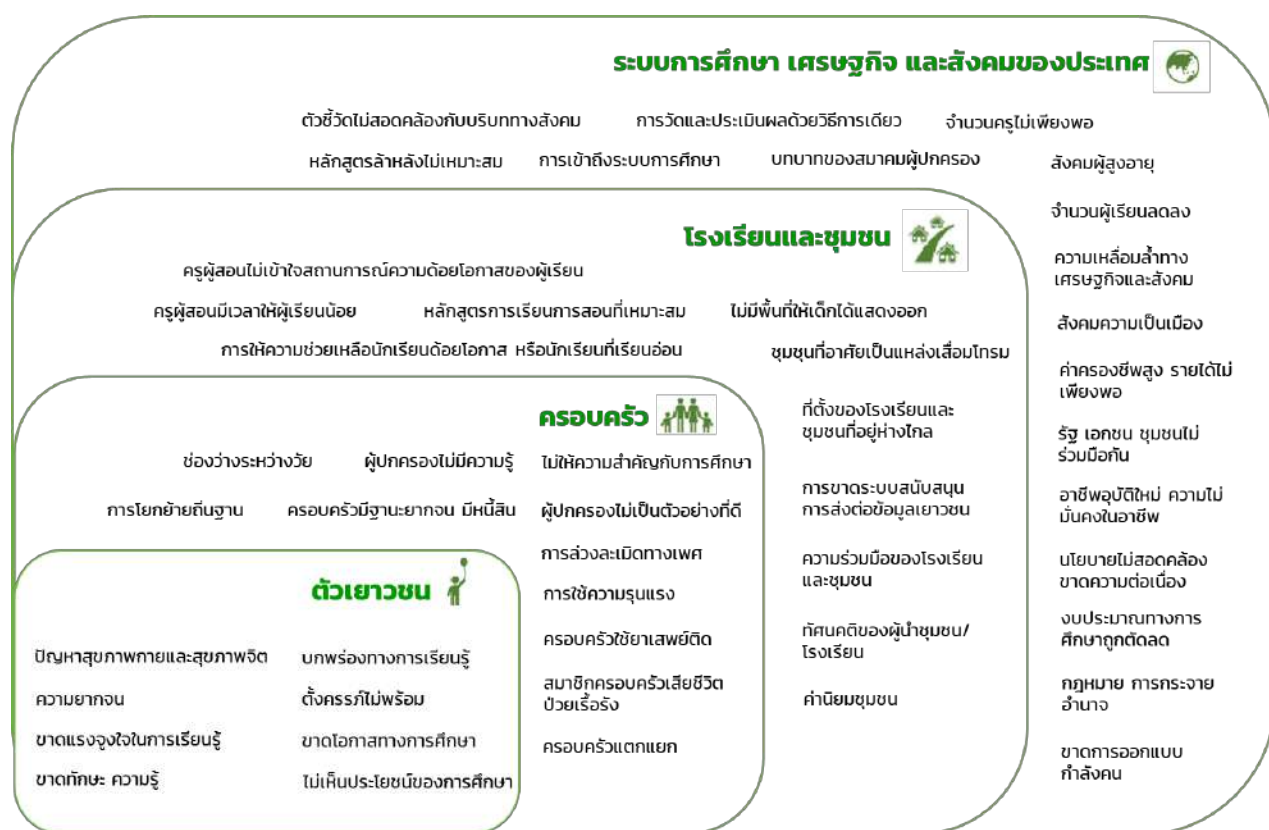 ระบบการศึกษา เศรษฐกิจ และสังคมของประเทศ
ตัวชี้วัดไม่สอดคล้องกับบริบททางสังคม
การวัดและประเมินผลด้วยวิธีการเดียว
จำนวนครูไม่เพียงพอ
หลักสูตรล้าหลังไม่เหมาะสม
การเข้าถึงระบบการศึกษา
บทบาทของสมาคมผู้ปกครอง
สังคมผู้สูงอายุ
จำนวนผู้เรียนลดลง
ความเหลื่อมล้ำทาง
เศรษฐกิจและสังคม
สังคมความเป็นเมือง
ค่าครองชีพสูง รายได้ไม่
เพียงพอ
รัฐ เอกชน ชุมชนไม่
ร่วมมือกัน
อาชีพอุบัติใหม่ ความไม่
มั่นคงในอาชีพ
นโยบายไม่สอดคล้อง
ขาดความต่อเนื่อง
งบประมาณทางการ
ศึกษาถูกตัดลด
กฎหมาย การกระจาย
อำนาจ
ขาดการออกแบบ
กำลังคน
โรงเรียนและชุมชน
ครูผู้สอนไม่เข้าใจสถานการณ์ความด้อยโอกาสของผู้เรียน
ครูผู้สอนมีเวลาให้ผู้เรียนน้อย
หลักสูตรการเรียนการสอนที่เหมาะสม
ไม่มีพื้นที่ให้เด็กได้แสดงออก
การให้ความช่วยเหลือนักเรียนด้อยโอกาส หรือนักเรียนที่เรียนอ่อน
ชุมชนที่อาศัยเป็นแหล่งเสื่อมโทรม
ที่ตั้งของโรงเรียนและ
ชุมชนที่อยู่ห่างไกล
การขาดระบบสนับสนุน
การส่งต่อข้อมูลเยาวชน
ความร่วมมือของโรงเรียน
และชุมชน
ทัศนคติของผู้นำชุมชน/
โรงเรียน
ค่านิยมชุมชน
ครอบครัว
ช่องว่างระหว่างวัย
ผู้ปกครองไม่มีความรู้
ไม่ให้ความสำคัญกับการศึกษา
การโยกย้ายถิ่นฐาน
ครอบครัวมีฐานะยากจน มีหนี้สิน
ผู้ปกครองไม่เป็นตัวอย่างที่ดี
การล่วงละเมิดทางเพศ
การใช้ความรุนแรง
ครอบครัวใช้ยาเสพย์ติด
สมาชิกครอบครัวเสียชีวิต
ป่วยเรื้อรัง
ครอบครัวแตกแยก
ตัวเยาวชน
ปัญหาสุขภาพกายและสุขภาพจิต
บกพร่องทางการเรียนรู้
ความยากจน
ตั้งครรภ์ไม่พร้อม
ขาดแรงจูงใจในการเรียนรู้
ขาดโอกาสทางการศึกษา
ขาดทักษะ ความรู้
ไม่เห็นประโยชน์ของการศึกษา